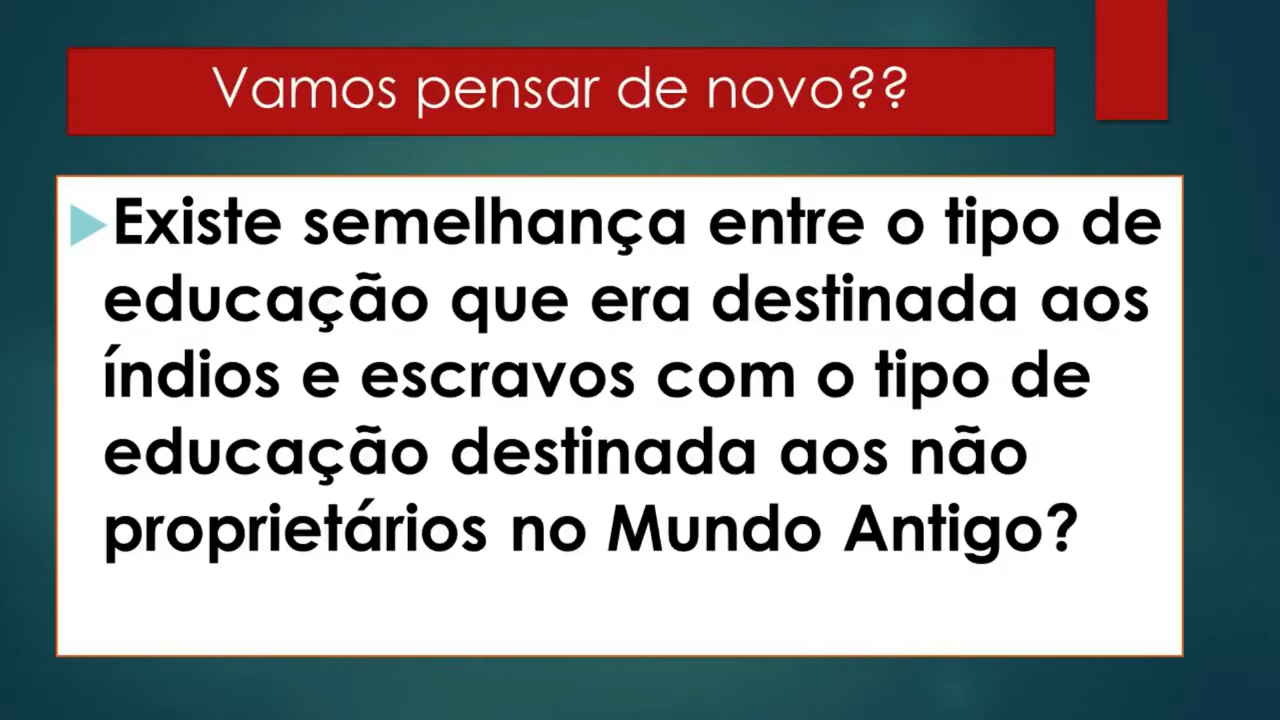 Vamos pensar de novo??
Existe semelhança entre o tipo de
educação que era destinada aos
índios e escravos com o tipo de
educação destinada aos não
proprietários no Mundo Antigo?